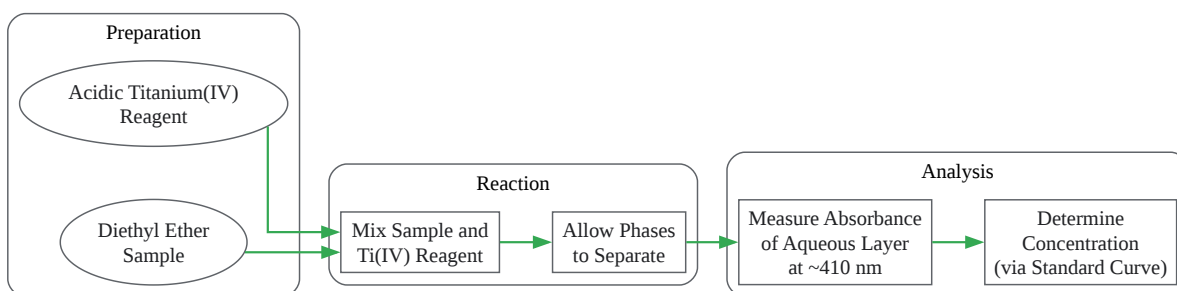 Preparation
Acidic Titanium(IV)
Reagent
Diethyl Ether
Sample
Reaction
Mix Sample and
Ti(IV) Reagent
Allow Phases
to Separate
Analysis
Measure Absorbance
of Aqueous Layer
at ~410 nm
Determine
Concentration
(via Standard Curve)